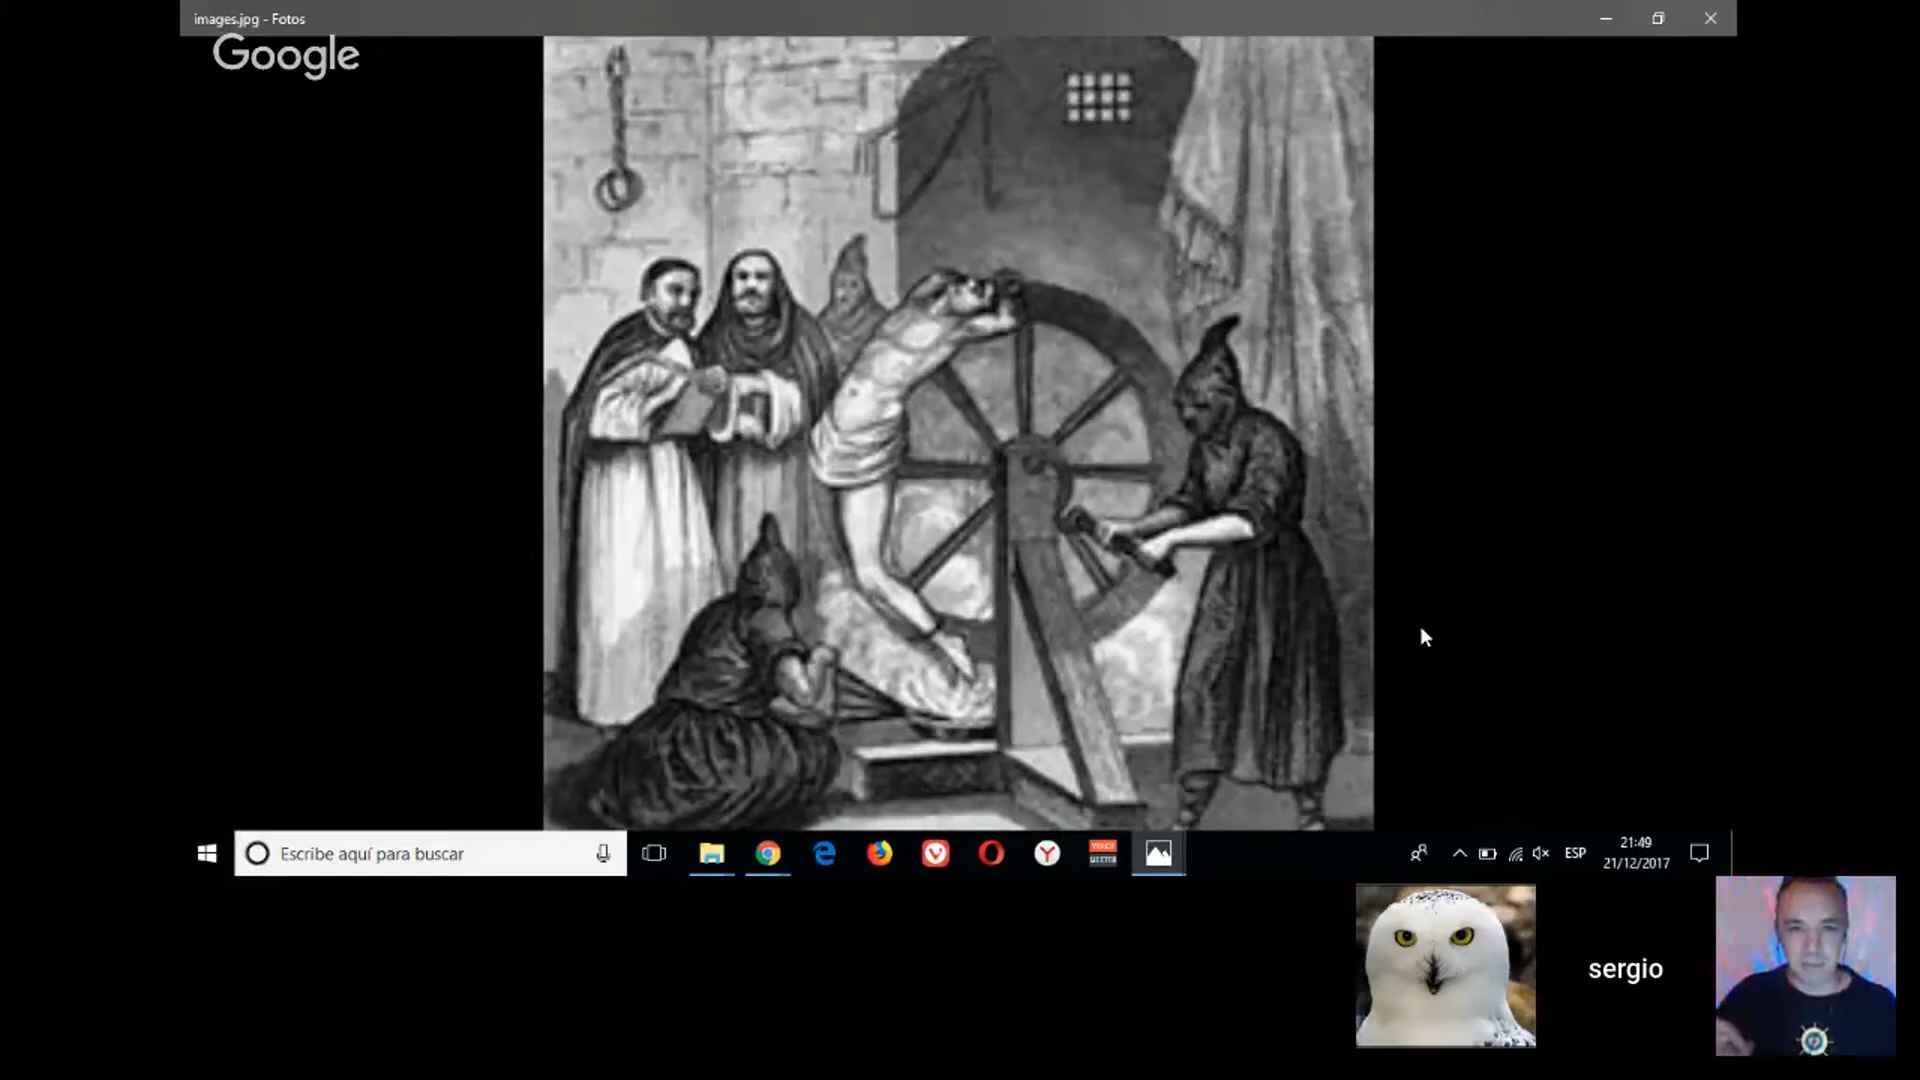 images.jpg - Fotos
Google
Escribe aquí para buscar
ESP
21:49
21/12/2017
sergio